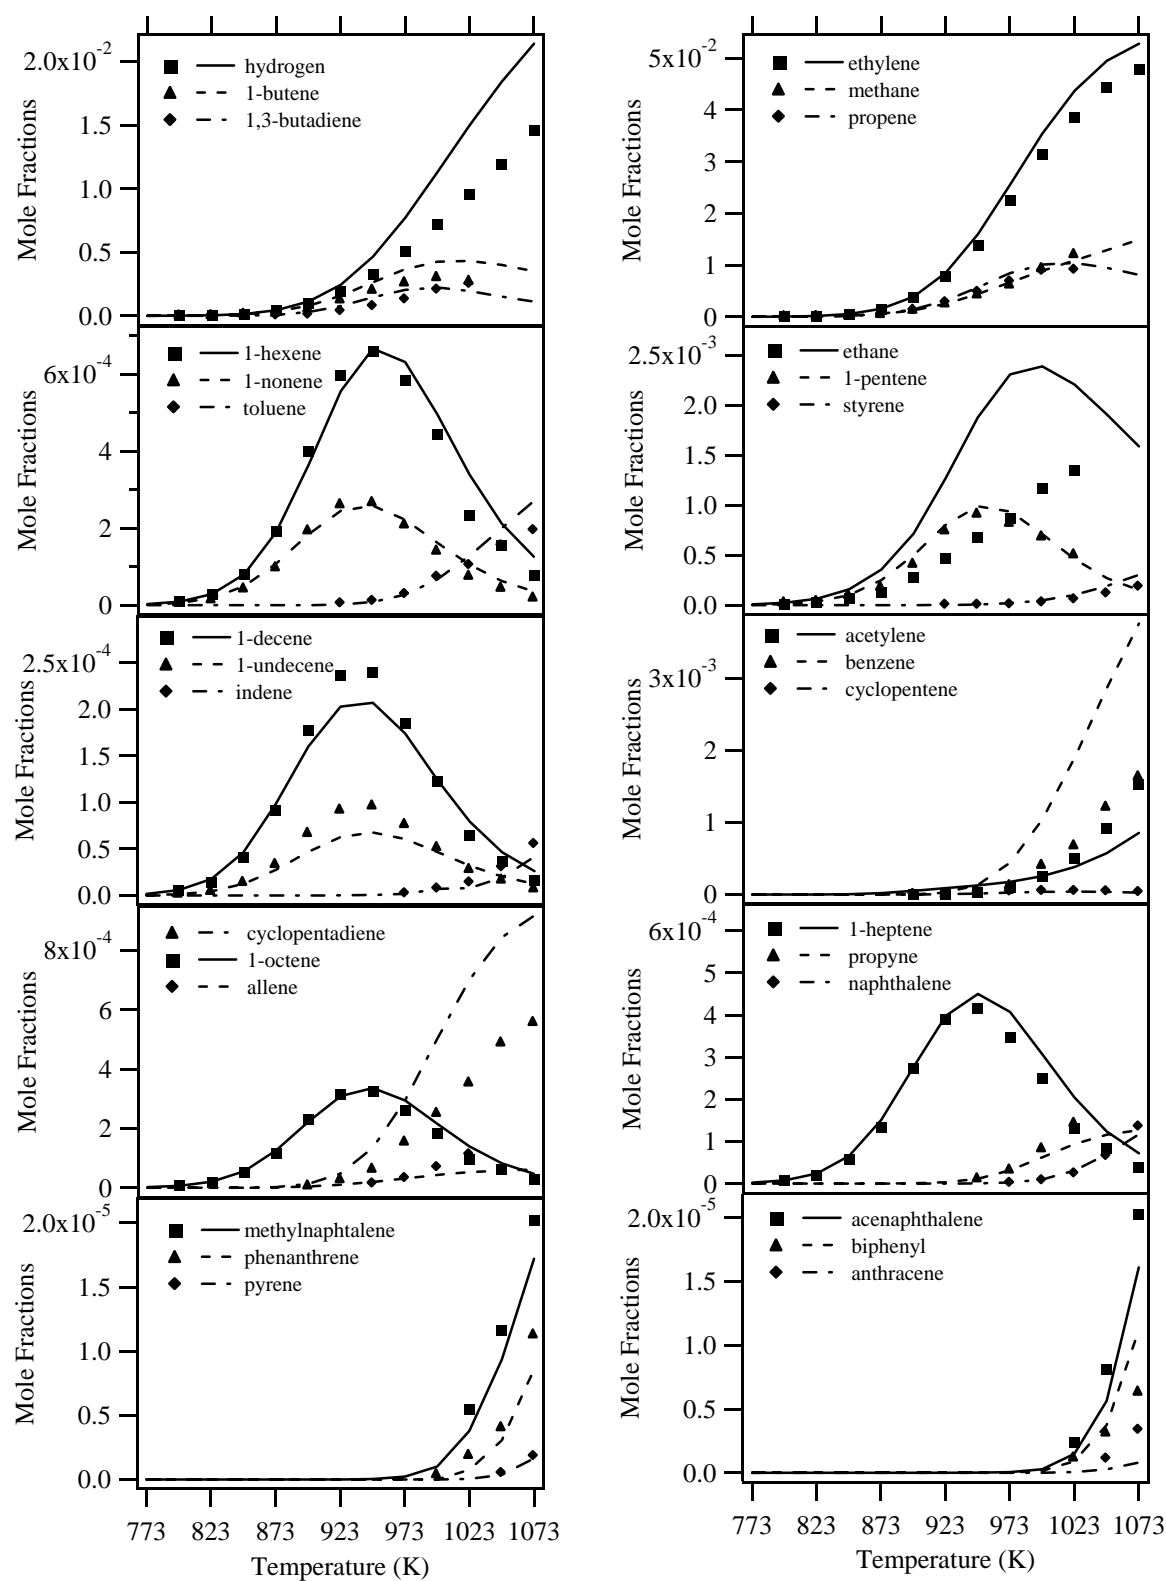 2.0x10-2
1.5
1.0
0.5
0.0
Mole Fractions
hydrogen
1-butene
1,3-butadiene
5x10-2
4
3
2
1
0
Mole Fractions
ethylene
methane
propene
6x10-4
4
2
0
Mole Fractions
1-hexene
1-nonene
toluene
2.5x10-3
2.0
1.5
1.0
0.5
0.0
Mole Fractions
ethane
1-pentene
styrene
2.5x10-4
2.0
1.5
1.0
0.5
0.0
Mole Fractions
1-decene
1-undecene
indene
3x10-3
2
1
0
Mole Fractions
acetylene
benzene
cyclopentene
8x10-4
6
4
2
0
Mole Fractions
cyclopentadiene
1-octene
allene
6x10-4
5
4
3
2
1
0
Mole Fractions
1-heptene
propyne
naphthalene
2.0x10-5
1.5
1.0
0.5
0.0
Mole Fractions
methylnaphtalene
phenanthrene
pyrene
773 823 873 923 973 1023 1073
Temperature (K)
2.0x10-5
1.5
1.0
0.5
0.0
Mole Fractions
acenaphthalene
biphenyl
anthracene
773 823 873 923 973 1023 1073
Temperature (K)